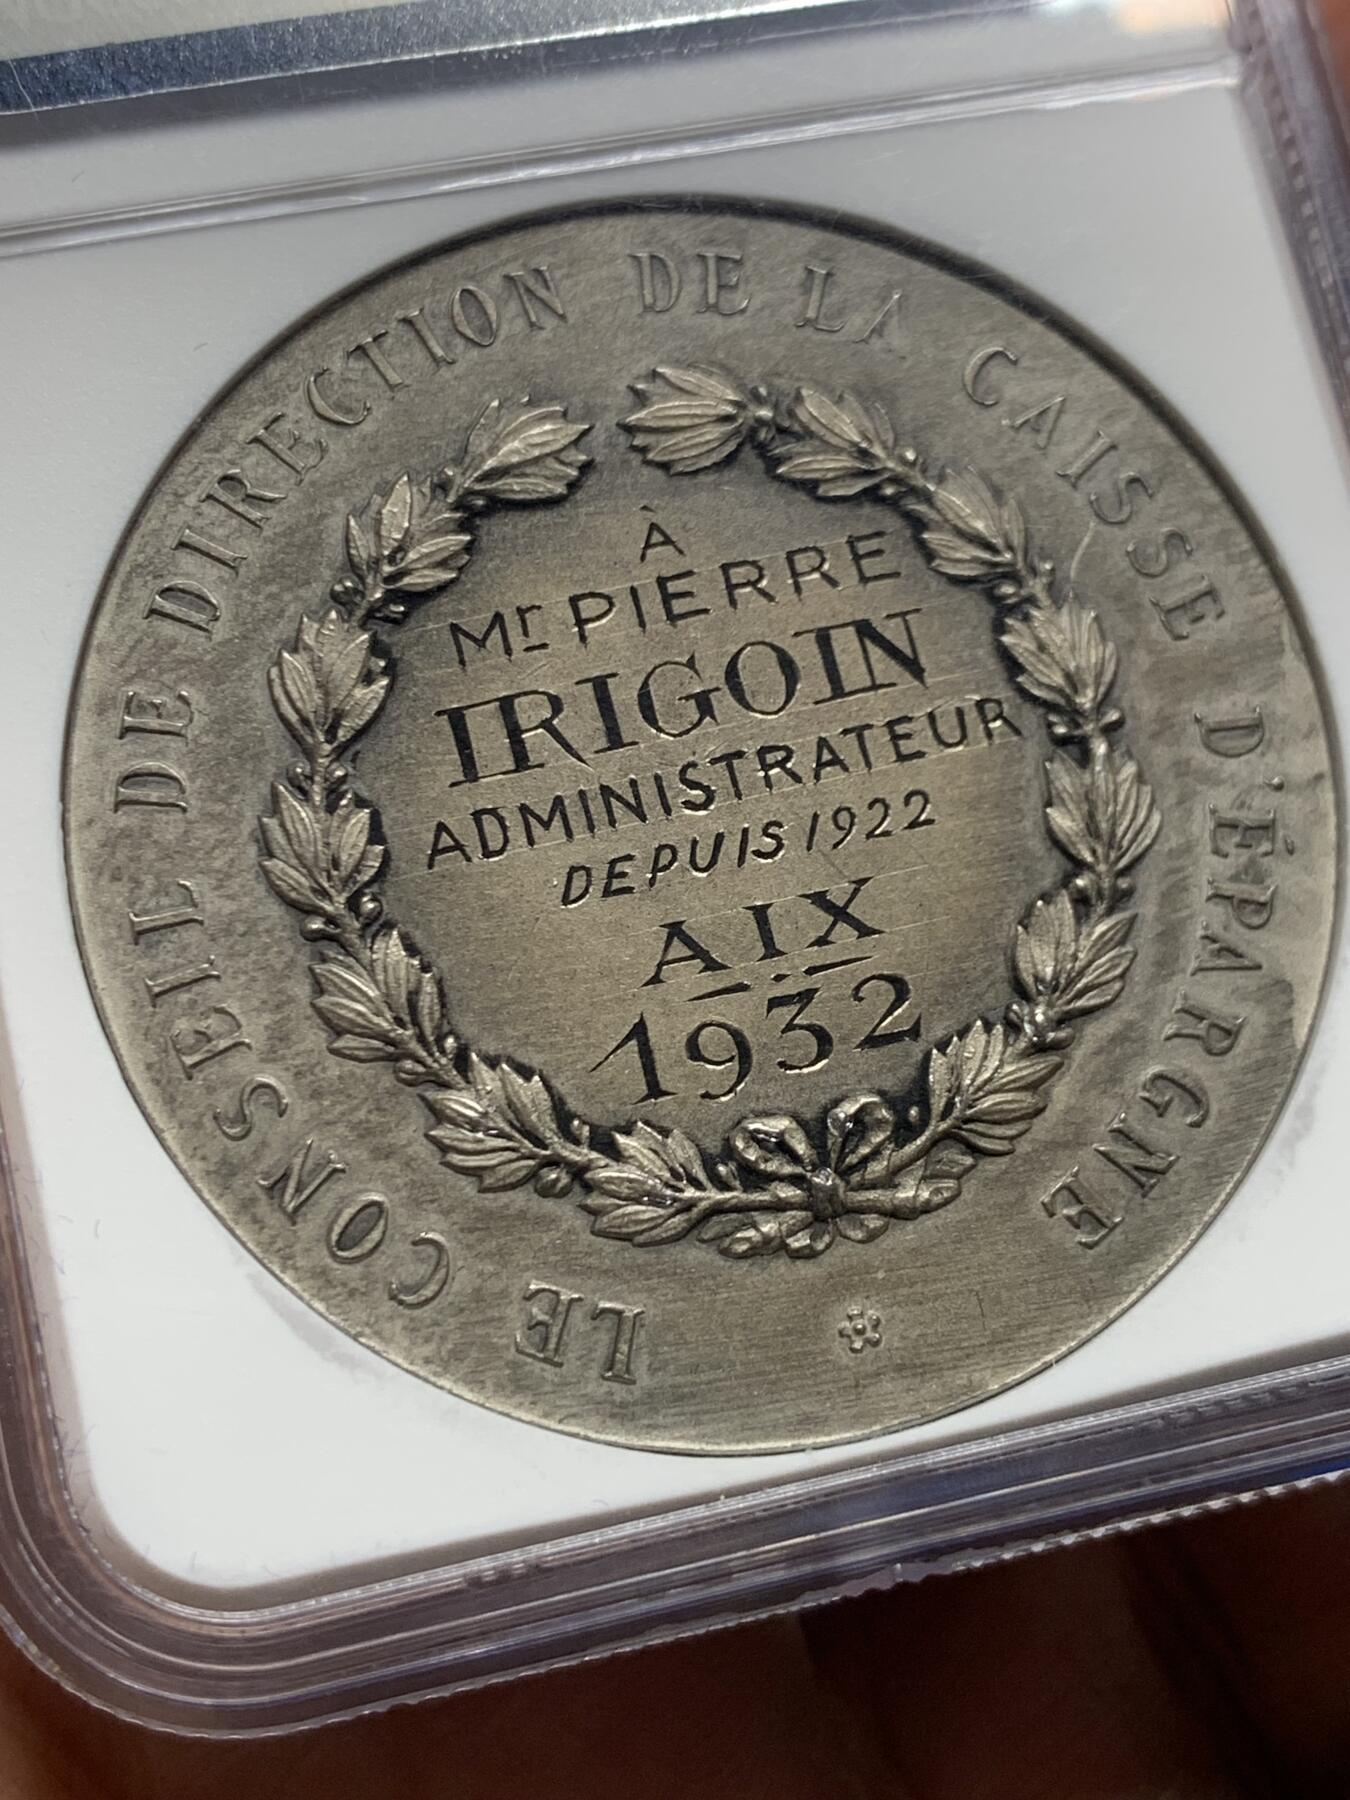 LE CONSEIL DE DIRECTION DE LA CAISSE D'ÉPARGNE
À
Mr PIERRE
IRIGOIN
ADMINISTRATEUR
DEPUIS 1922
AIX
1932